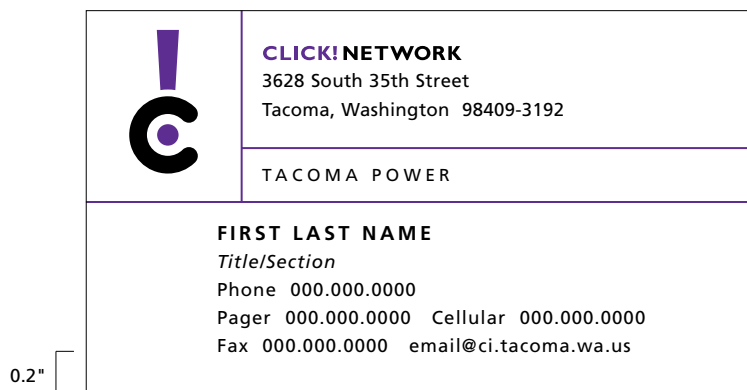 CLICK! NETWORK
3628 South 35th Street
Tacoma, Washington 98409-3192
TACOMA POWER
FIRST LAST NAME
Title/Section
Phone 000.000.0000
Pager 000.000.0000 Cellular 000.000.0000
Fax 000.000.0000 email@ci.tacoma.wa.us
0.2"